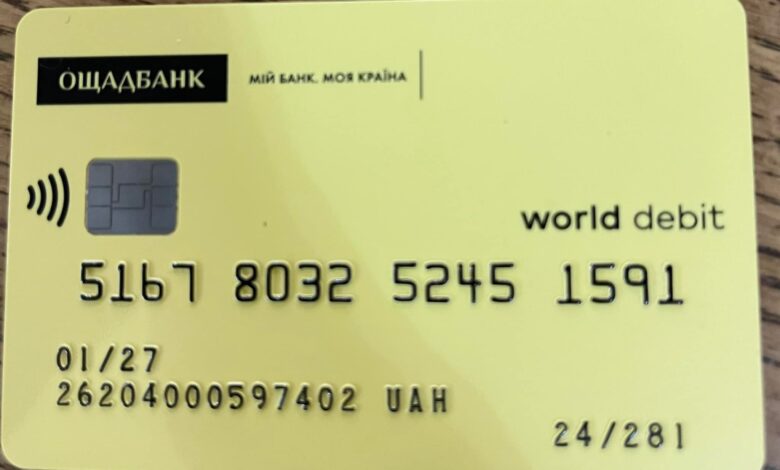 ОЩАДБАНК МІЙ БАНК. МОЯ КРАЇНА
world debit
5167 8032 5245 1591
01/27
26204000597402 UAH
24/281